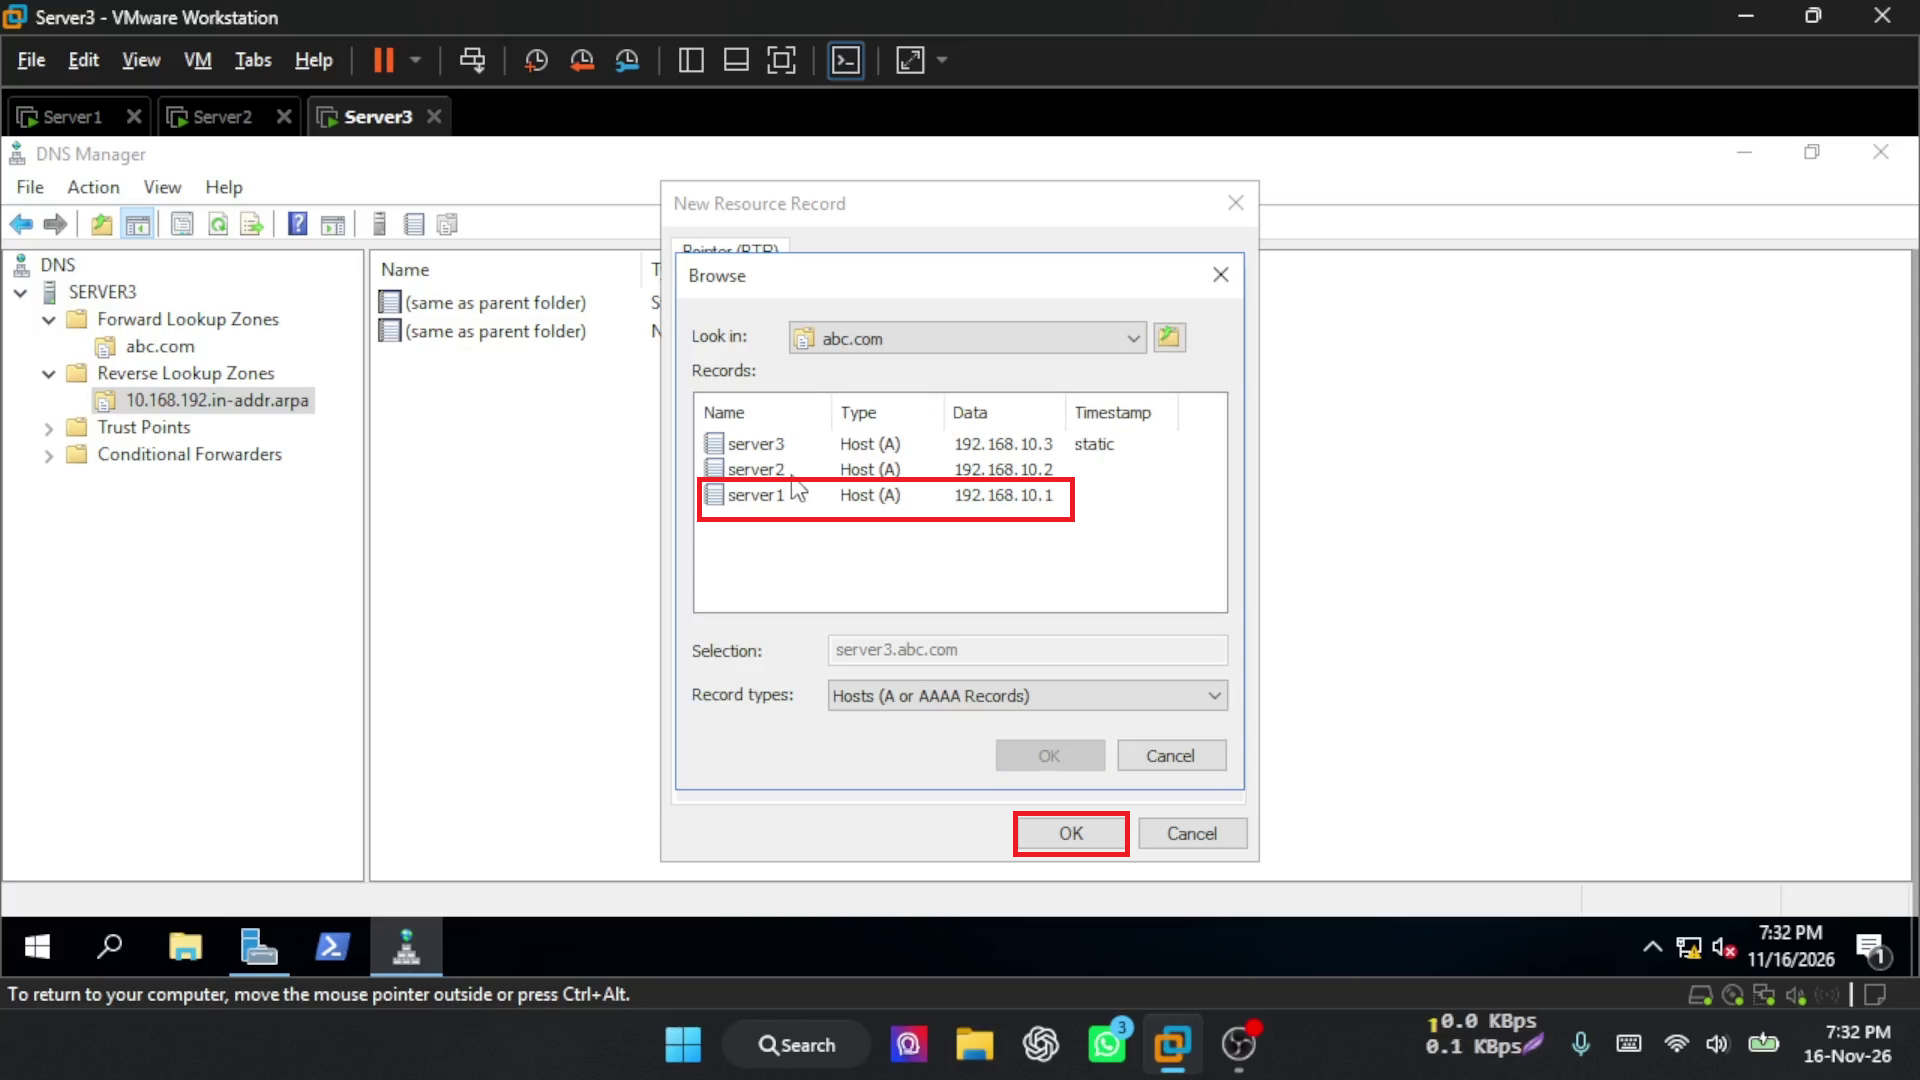 Server3 - VMware Workstation
File Edit View VM Tabs Help
Server1 Server2 Server3
DNS Manager
File Action View Help
DNS
SERVER3
Forward Lookup Zones
abc.com
Reverse Lookup Zones
10.168.192.in-addr.arpa
Trust Points
Conditional Forwarders
Name
(same as parent folder) S
(same as parent folder) N
New Resource Record
Pointer (PTR)
Browse
Look in: abc.com
Records:
Name Type Data Timestamp
server3 Host (A) 192.168.10.3 static
server2 Host (A) 192.168.10.2
server1 Host (A) 192.168.10.1
Selection: server3.abc.com
Record types: Hosts (A or AAAA Records)
OK Cancel
OK Cancel
7:32 PM
11/16/2026
1
To return to your computer, move the mouse pointer outside or press Ctrl+Alt.
Search
3
0.0 KBps
0.1 KBps
7:32 PM
16-Nov-26